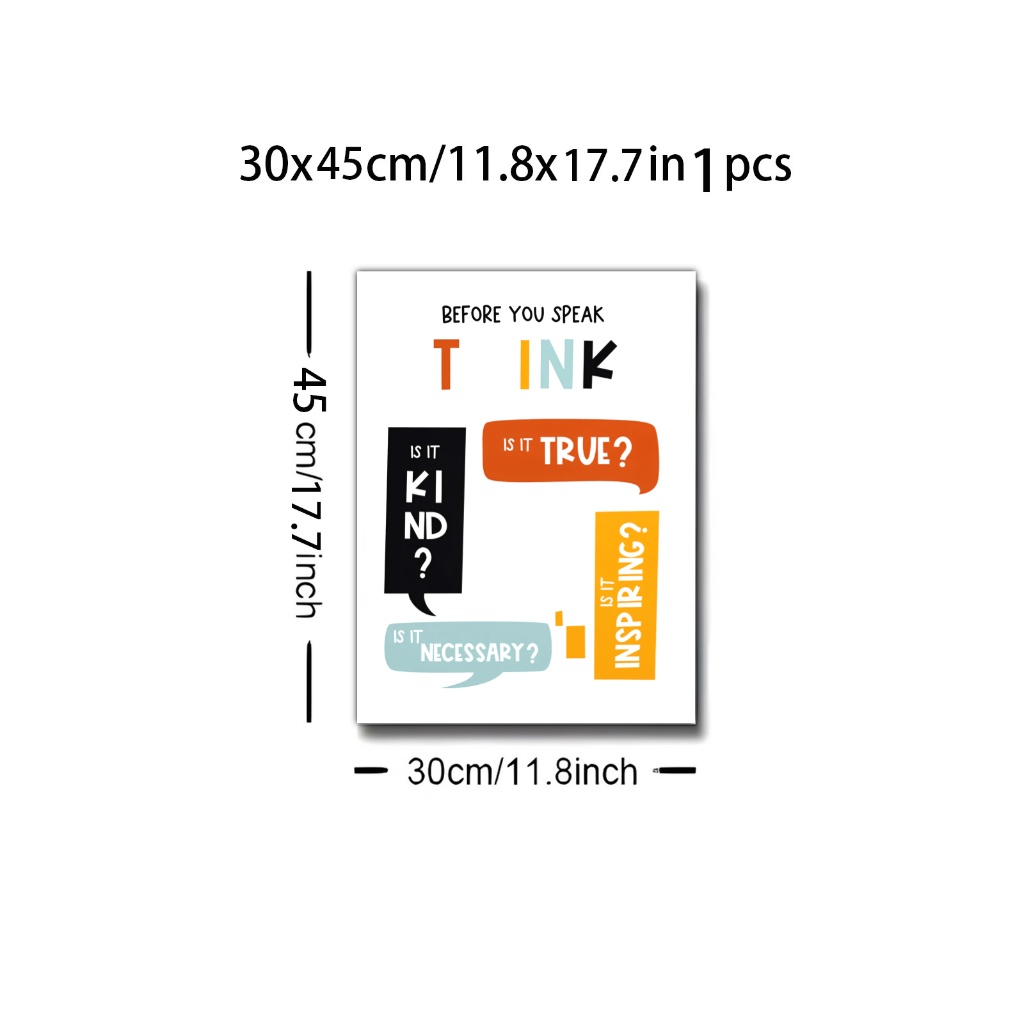 30x45cm/11.8x17.7in 1 pcs
BEFORE YOU SPEAK
T INK
IS IT
KI
ND
?
IS IT TRUE?
IS IT
INSPIRING?
IS IT
NECESSARY?
45 cm/17.7inch
30cm/11.8inch